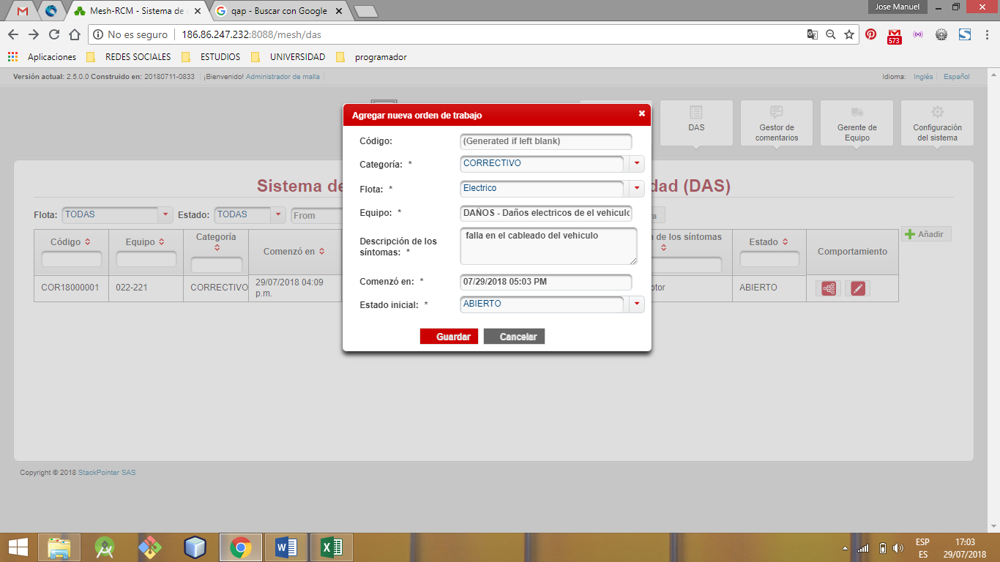 Mesh-RCM - Sistema de
qap - Buscar con Google
Jose Manuel
No es seguro
186.86.247.232:8088/mesh/das
573
Aplicaciones
REDES SOCIALES
ESTUDIOS
UNIVERSIDAD
programador
Versión actual: 2.5.0.0 Construido en: 20180711-0833
¡Bienvenido! Administrador de malla
Idioma:
Inglés
Español
DAS
Gestor de
comentarios
Gerente de
Equipo
Configuración
del sistema
Sistema de
dad (DAS)
Flota:
TODAS
Estado:
TODAS
From
Añadir
Código
Equipo
Categoría
Comenzó en
n de los síntomas
Estado
Comportamiento
COR18000001
022-221
CORRECTIVO
29/07/2018 04:09
p.m.
otor
ABIERTO
Agregar nueva orden de trabajo
Código:
(Generated if left blank)
Categoría: *
CORRECTIVO
Flota: *
Electrico
Equipo: *
DAÑOS - Daños electricos de el vehiculo
Descripción de los
síntomas: *
falla en el cableado del vehiculo
Comenzó en: *
07/29/2018 05:03 PM
Estado inicial: *
ABIERTO
Guardar
Cancelar
Copyright © 2018 StackPointer SAS
ESP
ES
17:03
29/07/2018